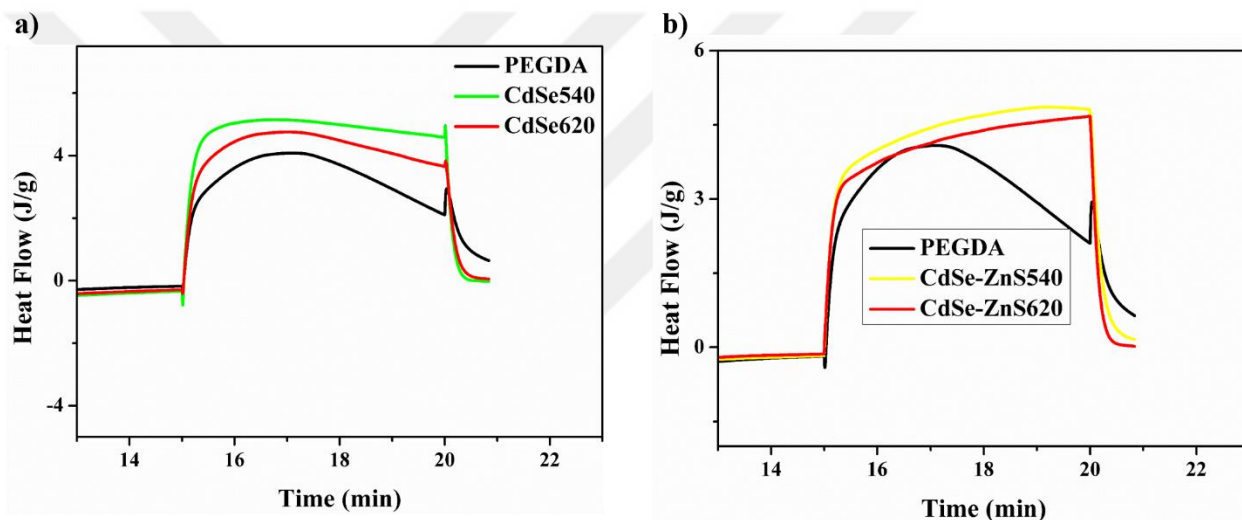 a)
PEGDA
CdSe540
CdSe620
Heat Flow (J/g)
4
0
-4
14 16 18 20 22
Time (min)
b)
6
3
0
Heat Flow (J/g)
PEGDA
CdSe-ZnS540
CdSe-ZnS620
14 16 18 20 22
Time (min)